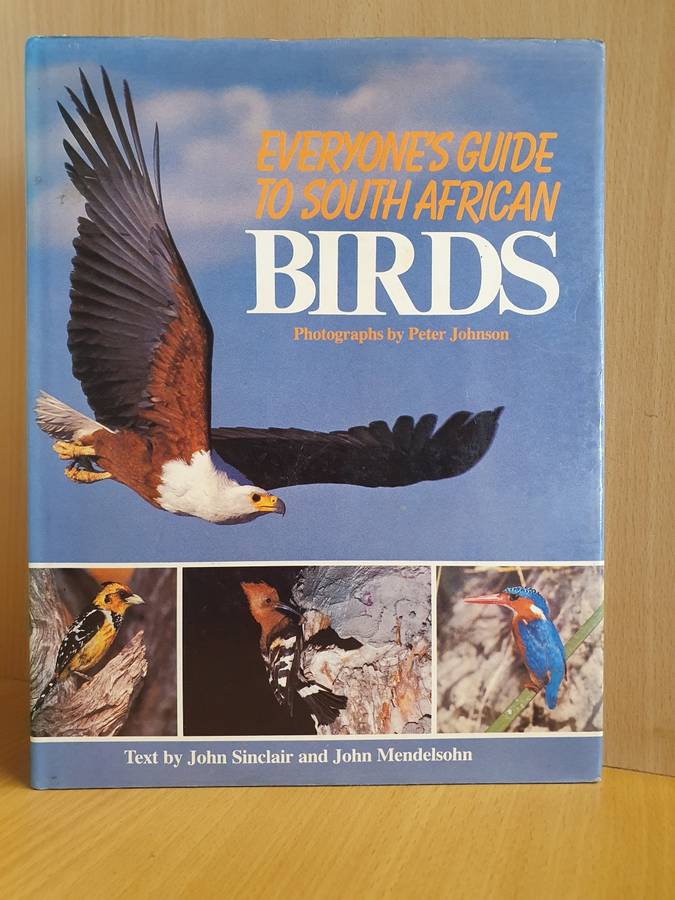 EVERYONE'S GUIDE
TO SOUTH AFRICAN
BIRDS
Photographs by Peter Johnson
Text by John Sinclair and John Mendelsohn